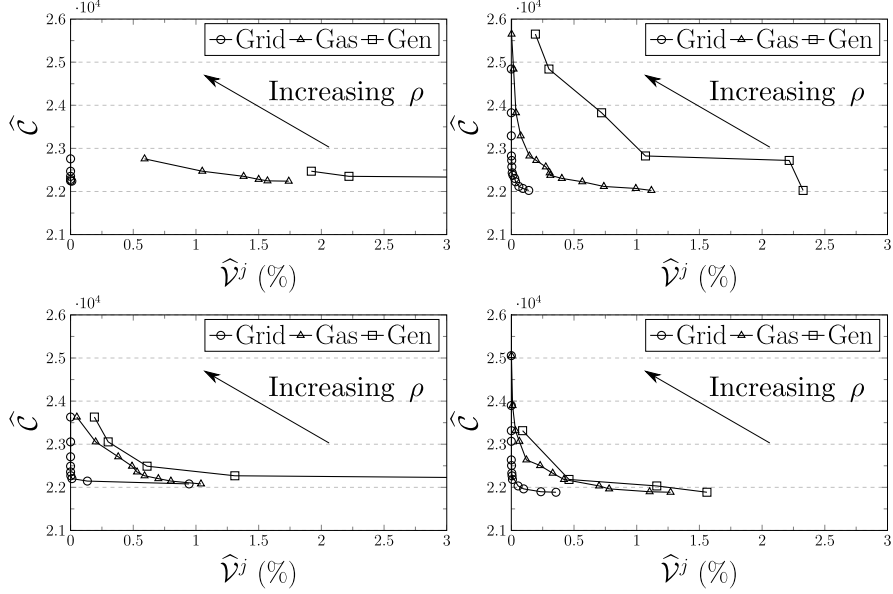 ·10⁴
2.6
2.5
2.4
2.3
2.2
2.1
Grid Gas Gen
Increasing ρ
Ĉ
0 0.5 1 1.5 2 2.5 3
V̂ʲ (%)
·10⁴
2.6
2.5
2.4
2.3
2.2
2.1
Grid Gas Gen
Increasing ρ
Ĉ
0 0.5 1 1.5 2 2.5 3
V̂ʲ (%)
·10⁴
2.6
2.5
2.4
2.3
2.2
2.1
Grid Gas Gen
Increasing ρ
Ĉ
0 0.5 1 1.5 2 2.5 3
V̂ʲ (%)
·10⁴
2.6
2.5
2.4
2.3
2.2
2.1
Grid Gas Gen
Increasing ρ
Ĉ
0 0.5 1 1.5 2 2.5 3
V̂ʲ (%)